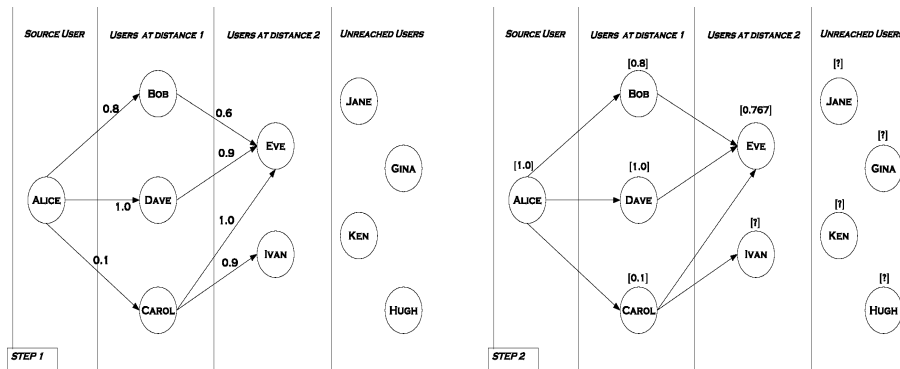 SOURCE USER USERS AT DISTANCE 1 USERS AT DISTANCE 2 UNREACHED USERS
BOB
JANE
0.8
0.6
EVE
0.9
GINA
ALICE
DAVE
1.0
1.0
KEN
IVAN
0.1
0.9
CAROL
HUGH
STEP 1
SOURCE USER USERS AT DISTANCE 1 USERS AT DISTANCE 2 UNREACHED USERS
[0.8]
[?]
BOB
JANE
[0.767]
[?]
EVE
[1.0]
[1.0]
GINA
ALICE
DAVE
[?]
KEN
[?]
IVAN
[0.1]
[?]
CAROL
HUGH
STEP 2